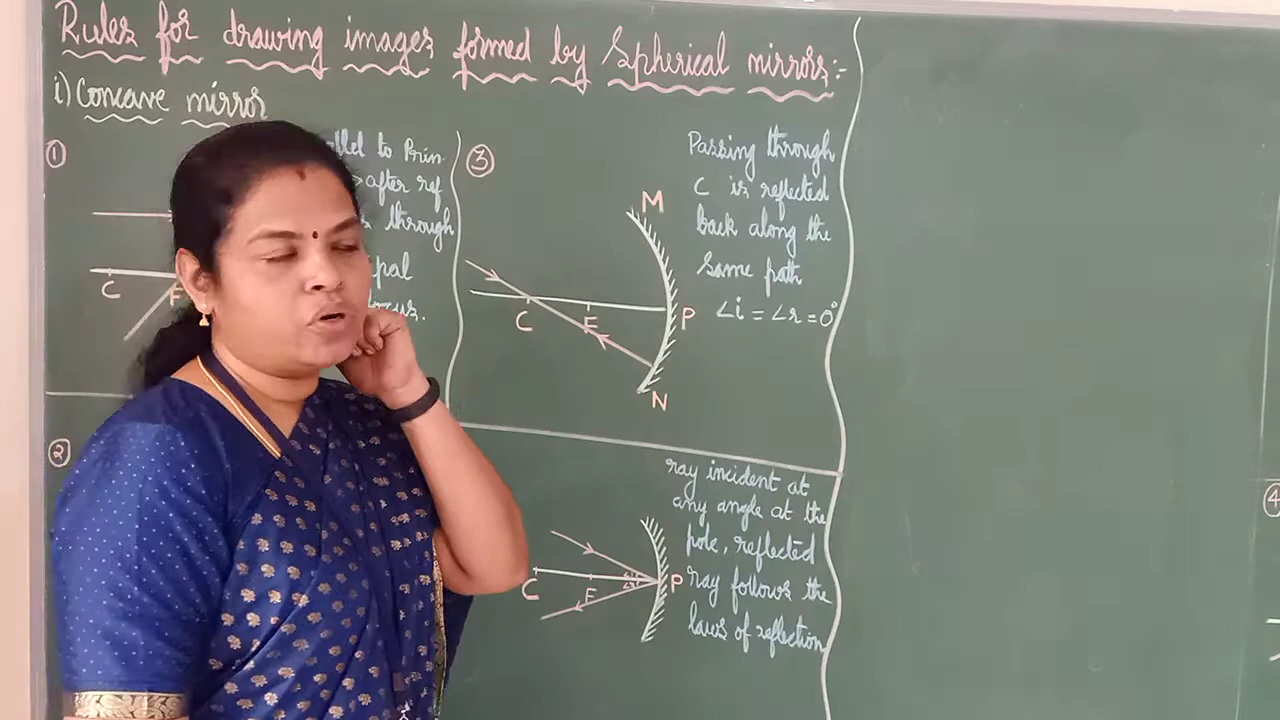 Rules for drawing images formed by Spherical mirrors:-
i) Concave mirror
①
to Prin-
after ref
through
pal
C
F
②
③
Passing through
C is reflected
back along the
same path
∠i = ∠r = 0°
M
C
F
P
N
ray incident at
any angle at the
pole, reflected
ray follows the
laws of reflection
C
F
P
④